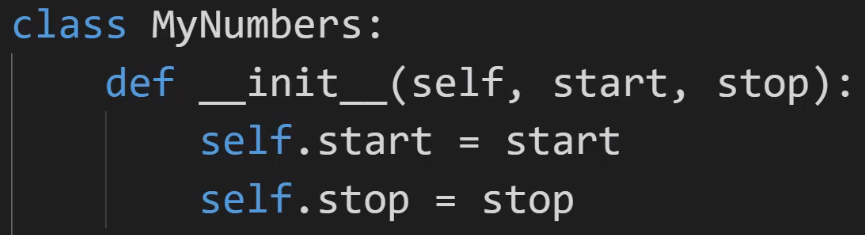 class MyNumbers:
    def __init__(self, start, stop):
        self.start = start
        self.stop = stop